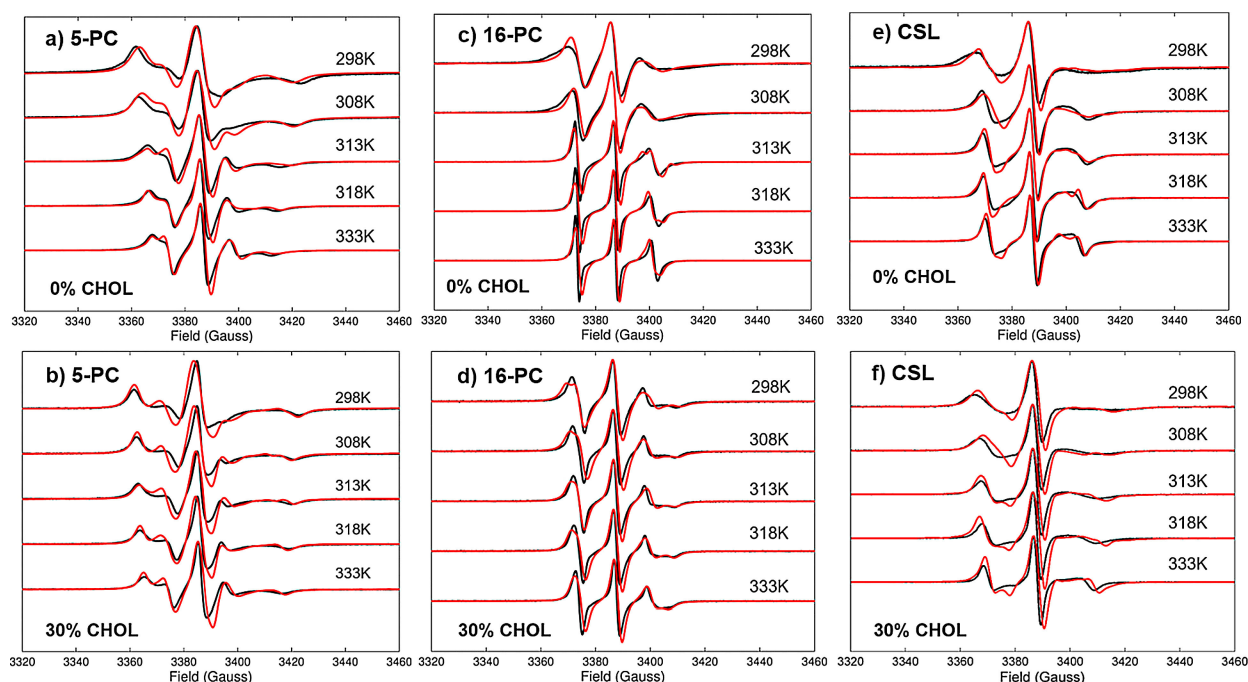 a) 5-PC
298K
308K
313K
318K
333K
0% CHOL
3320 3340 3360 3380 3400 3420 3440 3460
Field (Gauss)
c) 16-PC
298K
308K
313K
318K
333K
0% CHOL
3320 3340 3360 3380 3400 3420 3440 3460
Field (Gauss)
e) CSL
298K
308K
313K
318K
333K
0% CHOL
3320 3340 3360 3380 3400 3420 3440 3460
Field (Gauss)
b) 5-PC
298K
308K
313K
318K
333K
30% CHOL
3320 3340 3360 3380 3400 3420 3440 3460
Field (Gauss)
d) 16-PC
298K
308K
313K
318K
333K
30% CHOL
3320 3340 3360 3380 3400 3420 3440 3460
Field (Gauss)
f) CSL
298K
308K
313K
318K
333K
30% CHOL
3320 3340 3360 3380 3400 3420 3440 3460
Field (Gauss)